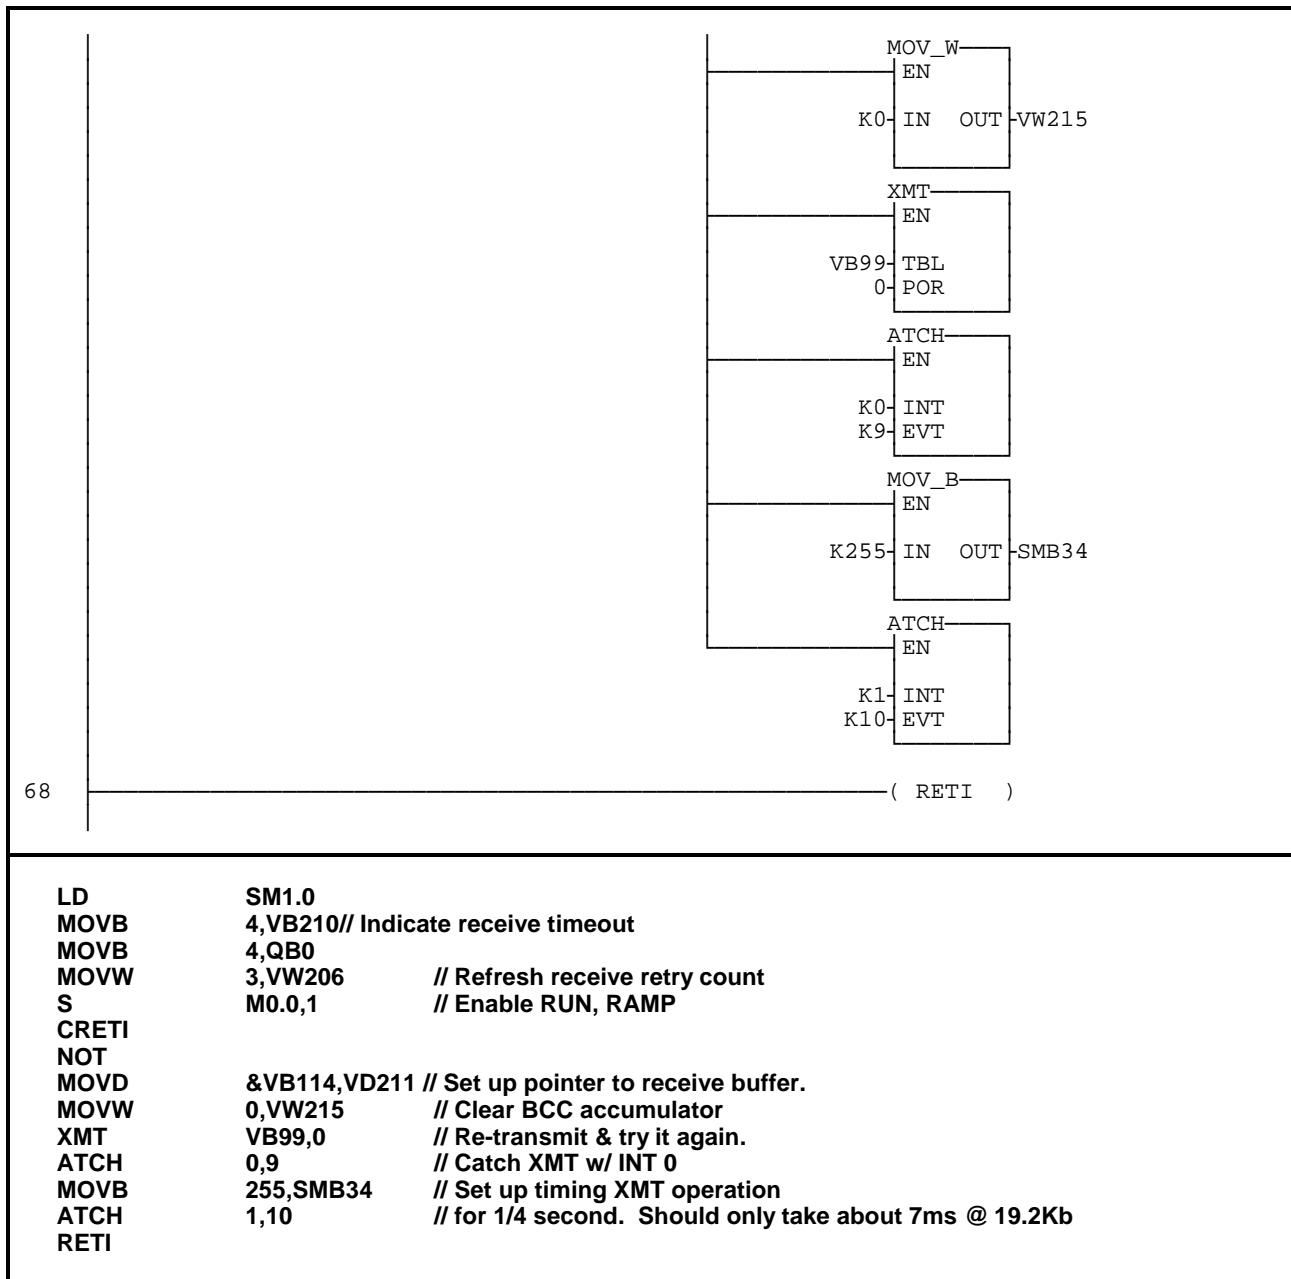 MOV_W
EN
K0 IN OUT VW215
XMT
EN
VB99 TBL
0 POR
ATCH
EN
K0 INT
K9 EVT
MOV_B
EN
K255 IN OUT SMB34
ATCH
EN
K1 INT
K10 EVT
68 ( RETI )
LD SM1.0
MOVB 4,VB210// Indicate receive timeout
MOVB 4,QB0
MOVW 3,VW206 // Refresh receive retry count
S M0.0,1 // Enable RUN, RAMP
CRETI
NOT
MOVD &VB114,VD211 // Set up pointer to receive buffer.
MOVW 0,VW215 // Clear BCC accumulator
XMT VB99,0 // Re-transmit & try it again.
ATCH 0,9 // Catch XMT w/ INT 0
MOVB 255,SMB34 // Set up timing XMT operation
ATCH 1,10 // for 1/4 second. Should only take about 7ms @ 19.2Kb
RETI